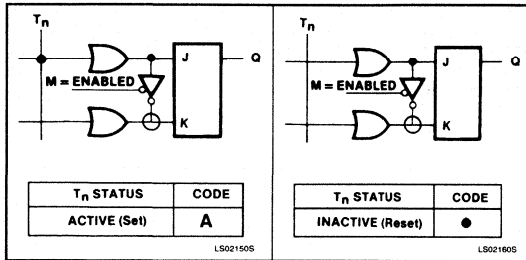 Tn
J
Q
M = ENABLED
K
Tn STATUS CODE
ACTIVE (Set) A
LS02150S
Tn
J
Q
M = ENABLED
K
Tn STATUS CODE
INACTIVE (Reset) ●
LS02160S